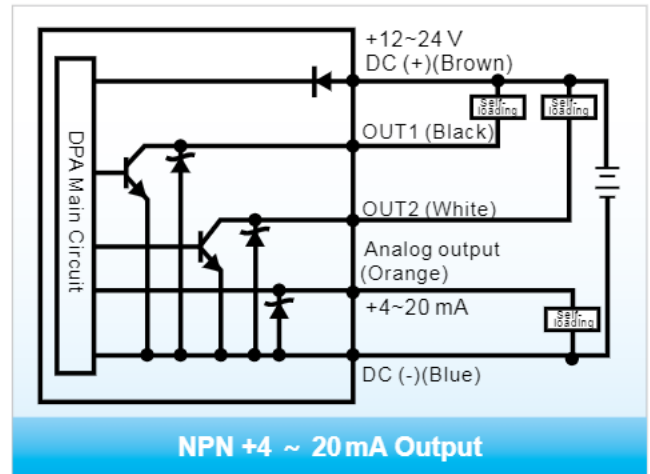 +12~24 V
DC (+)(Brown)
Self-
loading
Self-
loading
OUT1 (Black)
DPA Main Circuit
OUT2 (White)
Analog output
(Orange)
+4~20 mA
Self-
loading
DC (-)(Blue)
NPN +4 ~ 20 mA Output